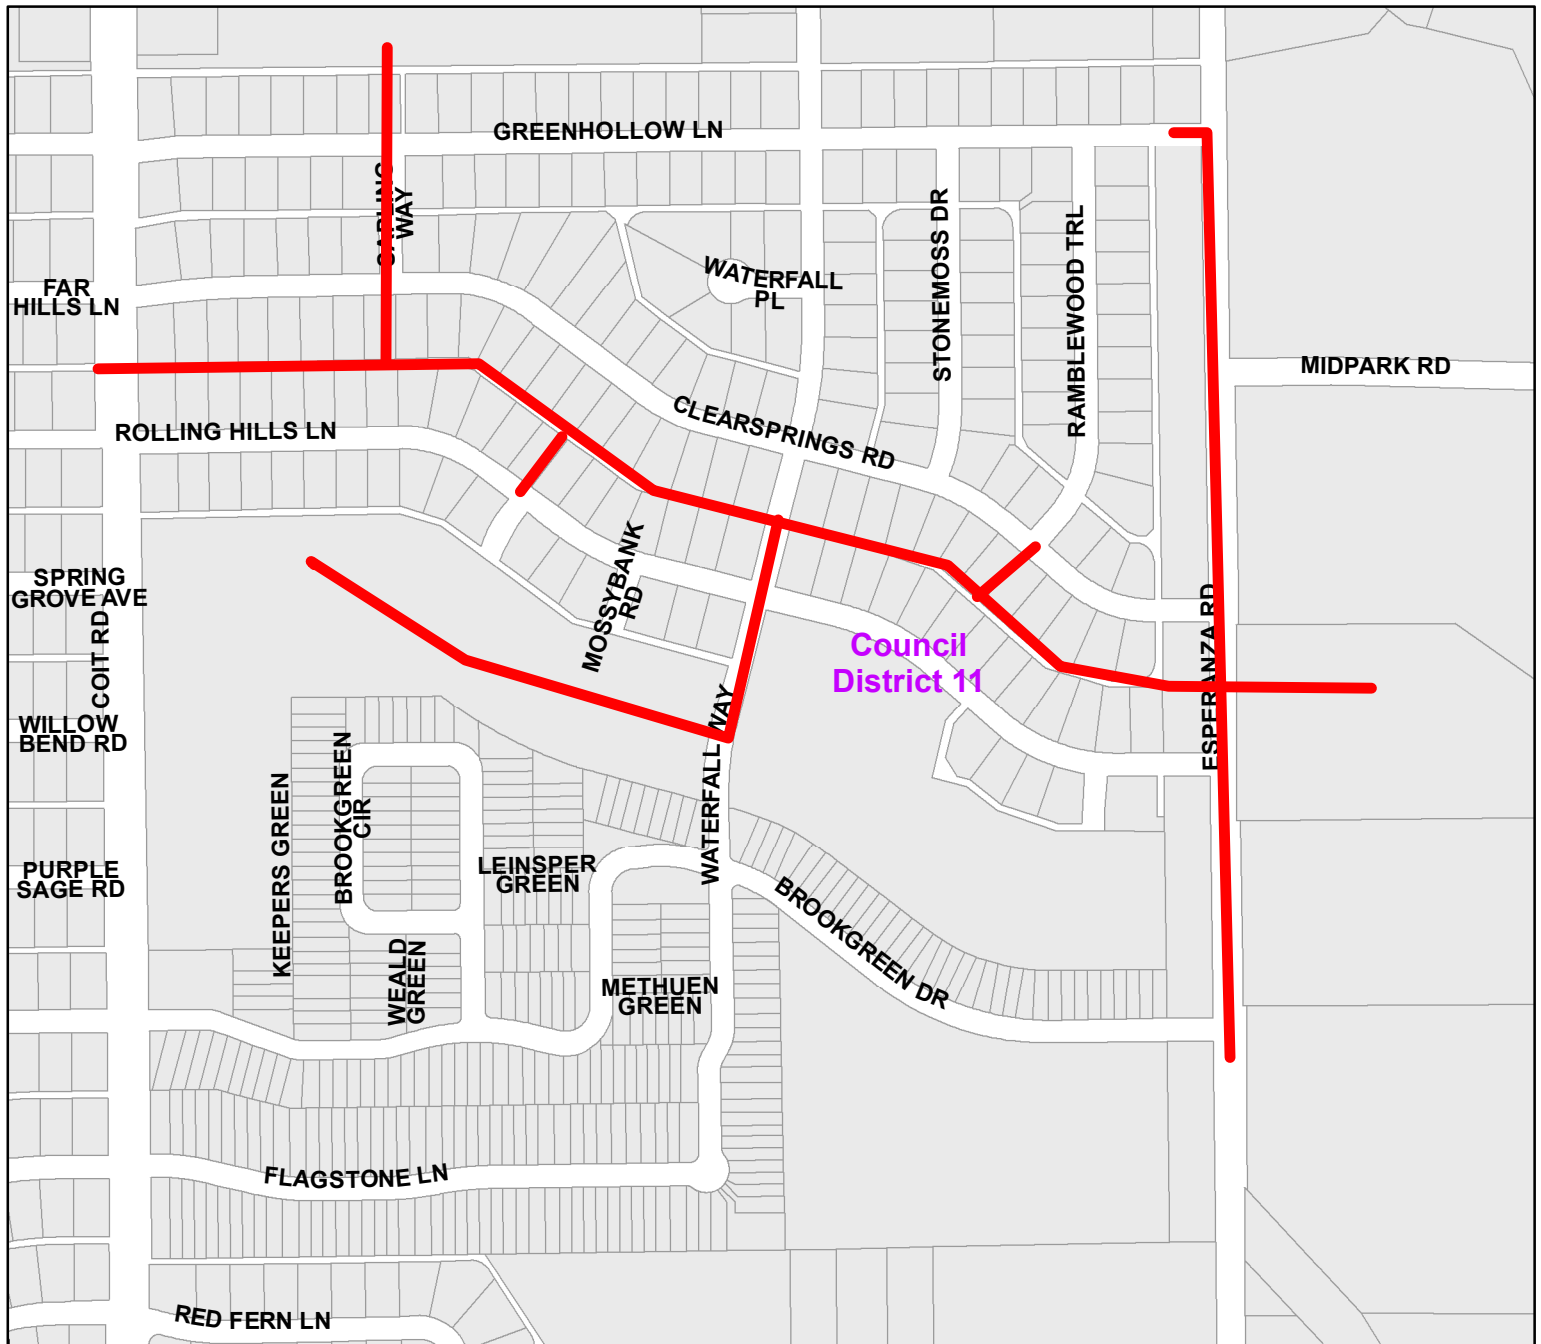 GREENHOLLOW LN
WAY
FAR
HILLS LN
WATERFALL
PL
STONEMOSS DR
RAMBLEWOOD TRL
MIDPARK RD
CLEARSPRINGS RD
ROLLING HILLS LN
MOSSYBANK
RD
SPRING
GROVE AVE
COIT RD
Council
District 11
ESPERANZA RD
WILLOW
BEND RD
WATERFALL WAY
KEEPERS GREEN
BROOKGREEN
CIR
LEINSPER
GREEN
PURPLE
SAGE RD
BROOKGREEN DR
WEALD
GREEN
METHUEN
GREEN
FLAGSTONE LN
RED FERN LN